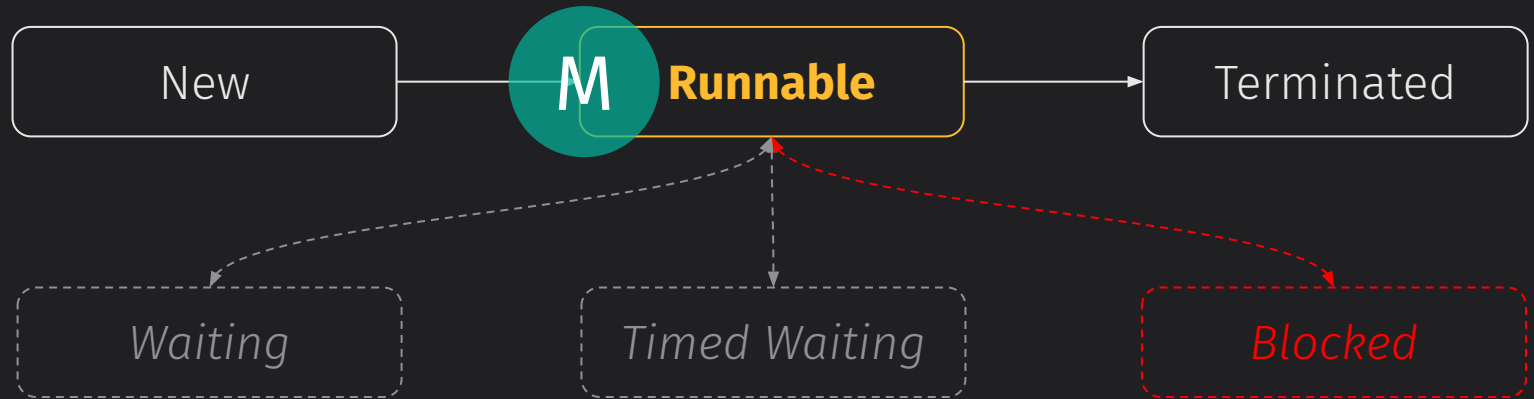 New
M
Runnable
Terminated
Waiting
Timed Waiting
Blocked